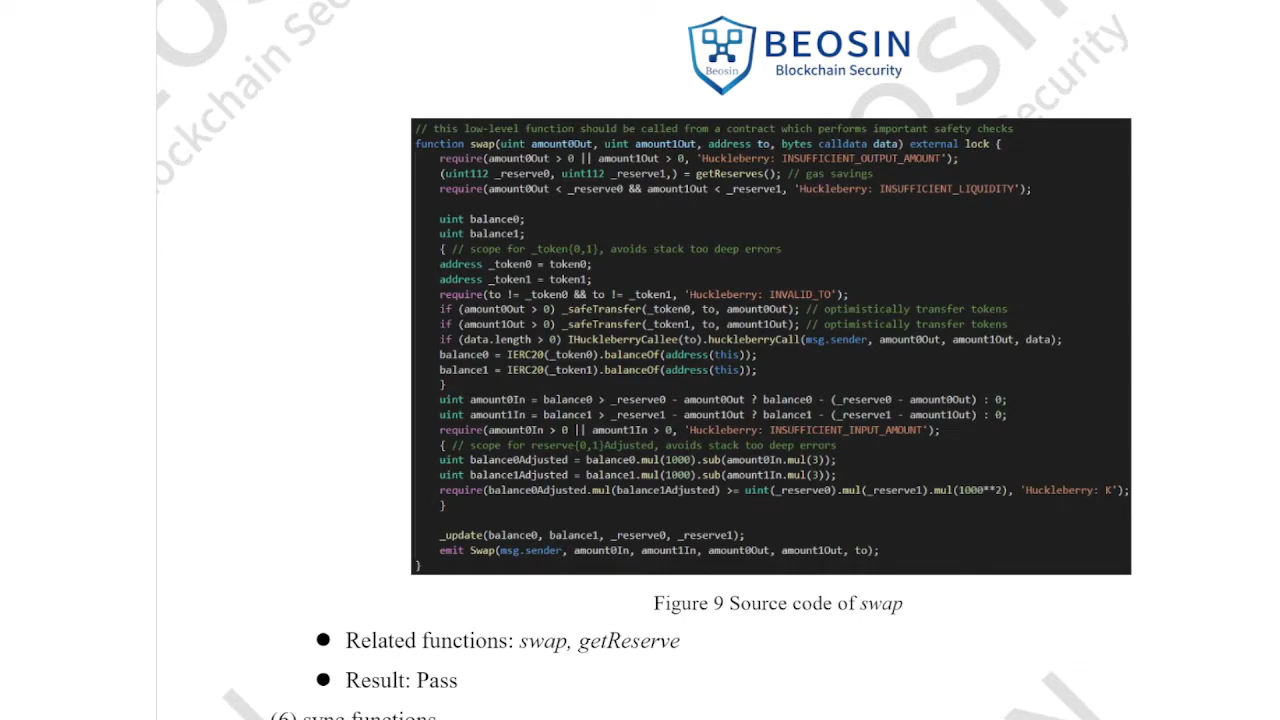 BEOSIN
Blockchain Security
Beosin
// this low-level function should be called from a contract which performs important safety checks
function swap(uint amount0Out, uint amount1Out, address to, bytes calldata data) external lock {
require(amount0Out > 0 || amount1Out > 0, 'Huckleberry: INSUFFICIENT_OUTPUT_AMOUNT');
(uint112 _reserve0, uint112 _reserve1,) = getReserves(); // gas savings
require(amount0Out < _reserve0 && amount1Out < _reserve1, 'Huckleberry: INSUFFICIENT_LIQUIDITY');
uint balance0;
uint balance1;
{ // scope for _token{0,1}, avoids stack too deep errors
address _token0 = token0;
address _token1 = token1;
require(to != _token0 && to != _token1, 'Huckleberry: INVALID_TO');
if (amount0Out > 0) _safeTransfer(_token0, to, amount0Out); // optimistically transfer tokens
if (amount1Out > 0) _safeTransfer(_token1, to, amount1Out); // optimistically transfer tokens
if (data.length > 0) IHuckleberryCallee(to).huckleberryCall(msg.sender, amount0Out, amount1Out, data);
balance0 = IERC20(_token0).balanceOf(address(this));
balance1 = IERC20(_token1).balanceOf(address(this));
}
uint amount0In = balance0 > _reserve0 - amount0Out ? balance0 - (_reserve0 - amount0Out) : 0;
uint amount1In = balance1 > _reserve1 - amount1Out ? balance1 - (_reserve1 - amount1Out) : 0;
require(amount0In > 0 || amount1In > 0, 'Huckleberry: INSUFFICIENT_INPUT_AMOUNT');
{ // scope for reserve{0,1}Adjusted, avoids stack too deep errors
uint balance0Adjusted = balance0.mul(1000).sub(amount0In.mul(3));
uint balance1Adjusted = balance1.mul(1000).sub(amount1In.mul(3));
require(balance0Adjusted.mul(balance1Adjusted) >= uint(_reserve0).mul(_reserve1).mul(1000**2), 'Huckleberry: K');
}
_update(balance0, balance1, _reserve0, _reserve1);
emit Swap(msg.sender, amount0In, amount1In, amount0Out, amount1Out, to);
}
Figure 9 Source code of swap
● Related functions: swap, getReserve
● Result: Pass
(6) sync functions